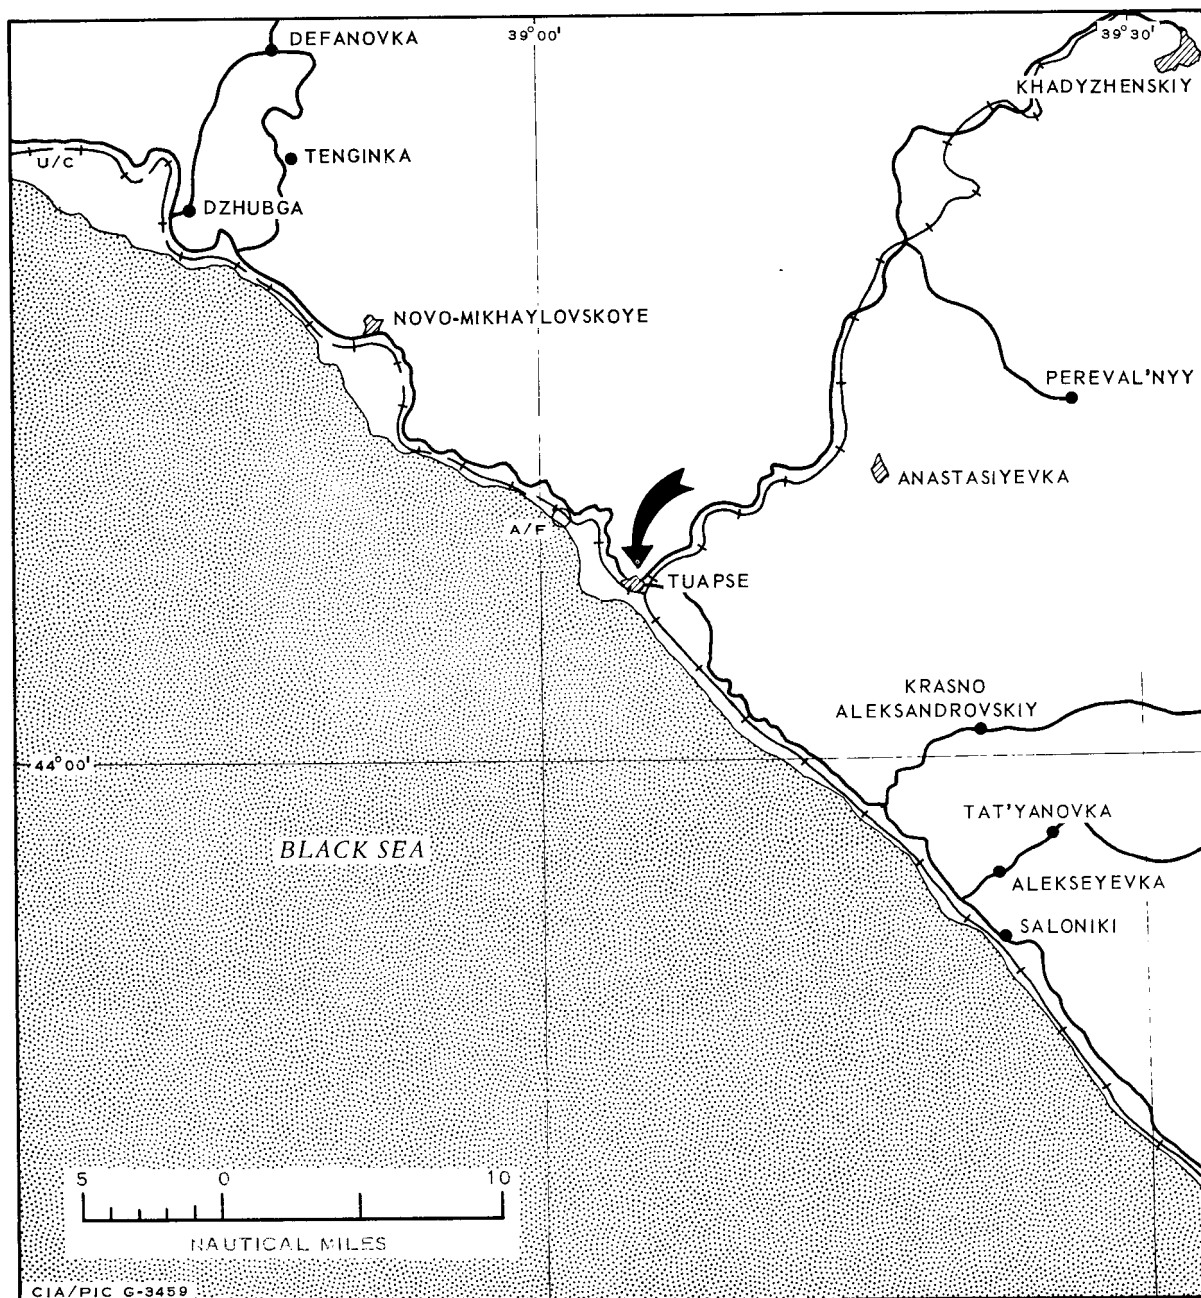 DEFANOVKA
39°00'
39°30'
KHADYZHENSKIY
U/C
TENGINKA
DZHUBGA
NOVO-MIKHAYLOVSKOYE
PEREVAL'NYY
ANASTASIYEVKA
A/F
TUAPSE
KRASNO
ALEKSANDROVSKIY
44°00'
TAT'YANOVKA
BLACK SEA
ALEKSEYEVKA
SALONIKI
5 0 10
NAUTICAL MILES
CIA/PIC G-3459